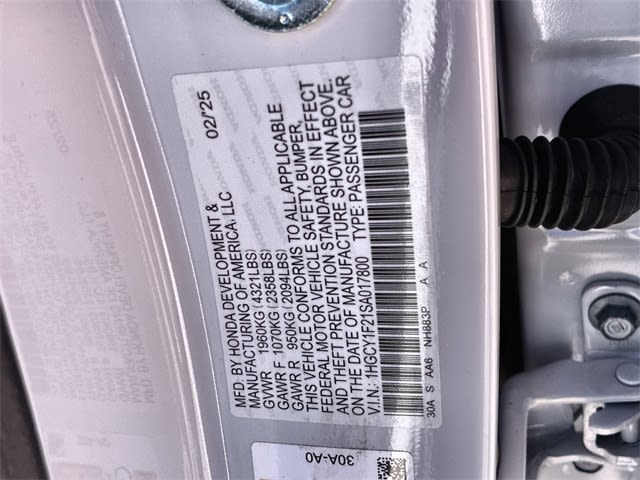 MFD. BY HONDA DEVELOPMENT & 02/'25
MANUFACTURING OF AMERICA, LLC
GVWR 1960KG (4321LBS)
GAWR F 1070KG (2358LBS)
GAWR R 950KG (2094LBS)
THIS VEHICLE CONFORMS TO ALL APPLICABLE
FEDERAL MOTOR VEHICLE SAFETY, BUMPER,
AND THEFT PREVENTION STANDARDS IN EFFECT
ON THE DATE OF MANUFACTURE SHOWN ABOVE.
V.I.N.: 1HGCY1F21SA017800 TYPE: PASSENGER CAR
30A S AA6 NH883P A A
30A-A0
P